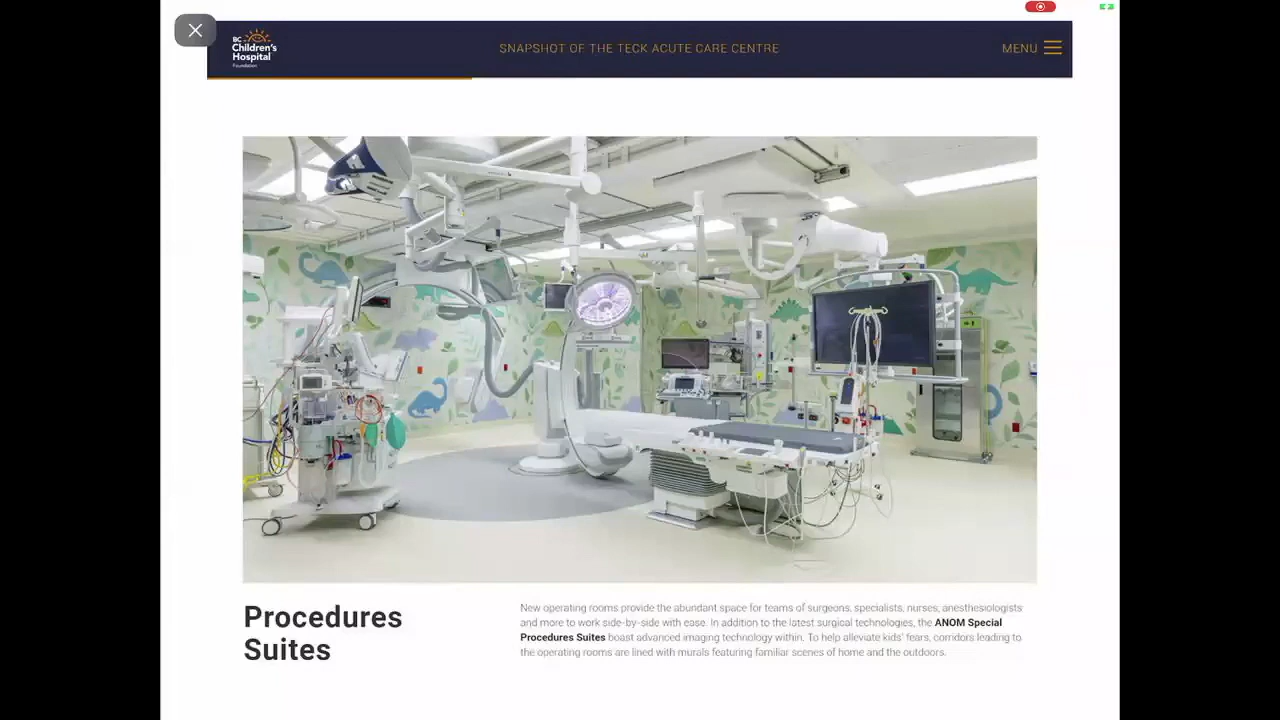 BC
Children's
Hospital
Foundation
SNAPSHOT OF THE TECK ACUTE CARE CENTRE
MENU
Procedures
Suites
New operating rooms provide the abundant space for teams of surgeons, specialists, nurses, anesthesiologists
and more to work side-by-side with ease. In addition to the latest surgical technologies, the ANOM Special
Procedures Suites boast advanced imaging technology within. To help alleviate kids' fears, corridors leading to
the operating rooms are lined with murals featuring familiar scenes of home and the outdoors.